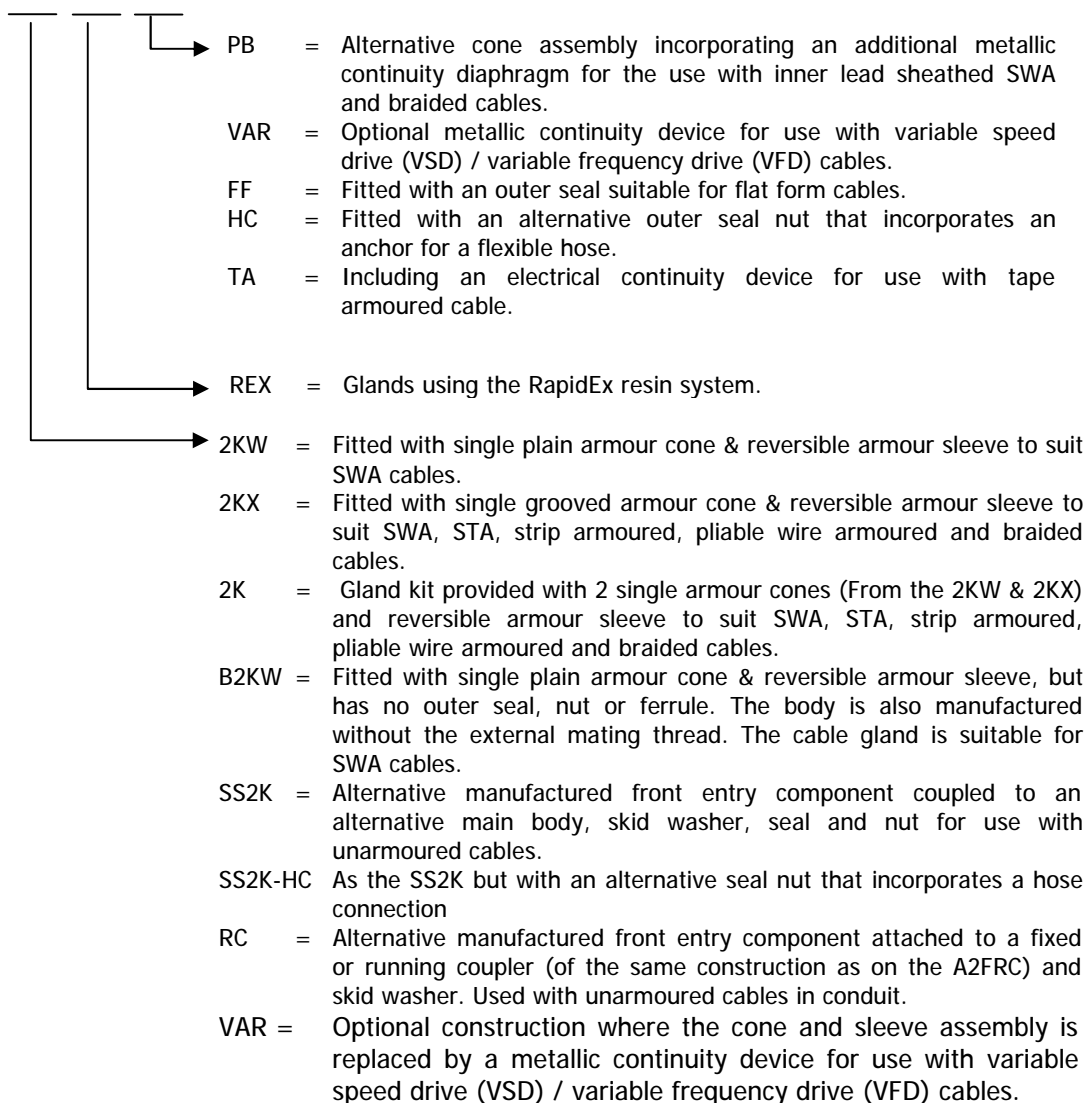 PB = Alternative cone assembly incorporating an additional metallic
continuity diaphragm for the use with inner lead sheathed SWA
and braided cables.
VAR = Optional metallic continuity device for use with variable speed
drive (VSD) / variable frequency drive (VFD) cables.
FF = Fitted with an outer seal suitable for flat form cables.
HC = Fitted with an alternative outer seal nut that incorporates an
anchor for a flexible hose.
TA = Including an electrical continuity device for use with tape
armoured cable.
REX = Glands using the RapidEx resin system.
2KW = Fitted with single plain armour cone & reversible armour sleeve to suit
SWA cables.
2KX = Fitted with single grooved armour cone & reversible armour sleeve to
suit SWA, STA, strip armoured, pliable wire armoured and braided
cables.
2K = Gland kit provided with 2 single armour cones (From the 2KW & 2KX)
and reversible armour sleeve to suit SWA, STA, strip armoured,
pliable wire armoured and braided cables.
B2KW = Fitted with single plain armour cone & reversible armour sleeve, but
has no outer seal, nut or ferrule. The body is also manufactured
without the external mating thread. The cable gland is suitable for
SWA cables.
SS2K = Alternative manufactured front entry component coupled to an
alternative main body, skid washer, seal and nut for use with
unarmoured cables.
SS2K-HC As the SS2K but with an alternative seal nut that incorporates a hose
connection
RC = Alternative manufactured front entry component attached to a fixed
or running coupler (of the same construction as on the A2FRC) and
skid washer. Used with unarmoured cables in conduit.
VAR = Optional construction where the cone and sleeve assembly is
replaced by a metallic continuity device for use with variable
speed drive (VSD) / variable frequency drive (VFD) cables.